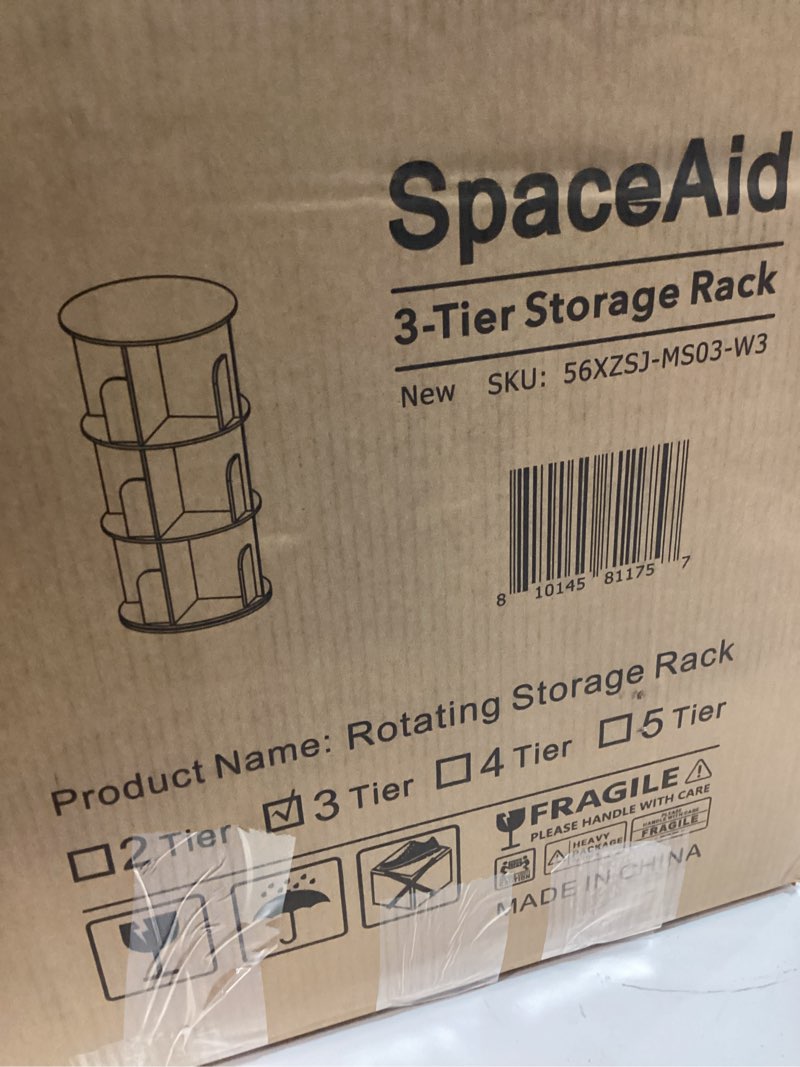 SpaceAid
3-Tier Storage Rack
New SKU: 56XZSJ-MS03-W3
8 10145 81175 7
Product Name: Rotating Storage Rack
2 Tier 3 Tier 4 Tier 5 Tier
FRAGILE
PLEASE HANDLE WITH CARE
HEAVY
PACKAGE
FRAGILE
MADE IN CHINA